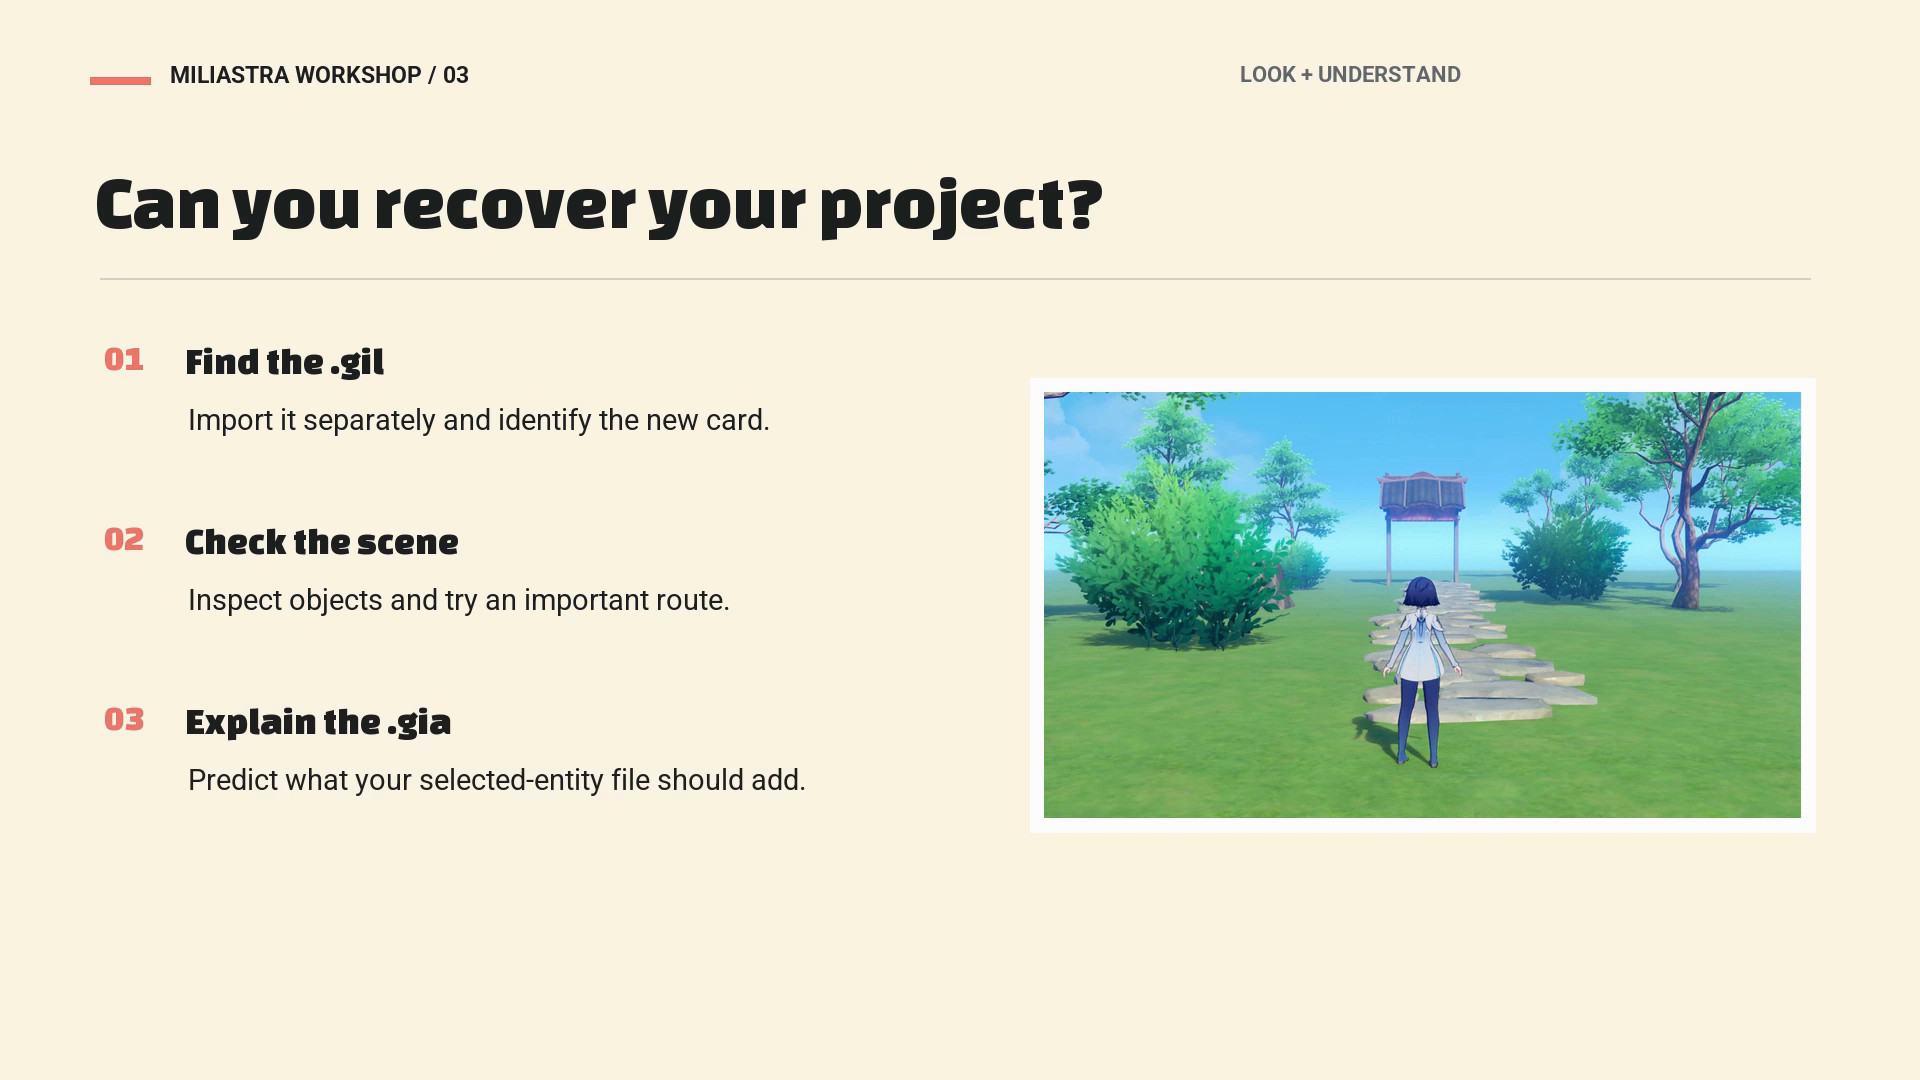 MILIASTRA WORKSHOP / 03
LOOK + UNDERSTAND
Can you recover your project?
01 Find the .gil
Import it separately and identify the new card.
02 Check the scene
Inspect objects and try an important route.
03 Explain the .gia
Predict what your selected-entity file should add.